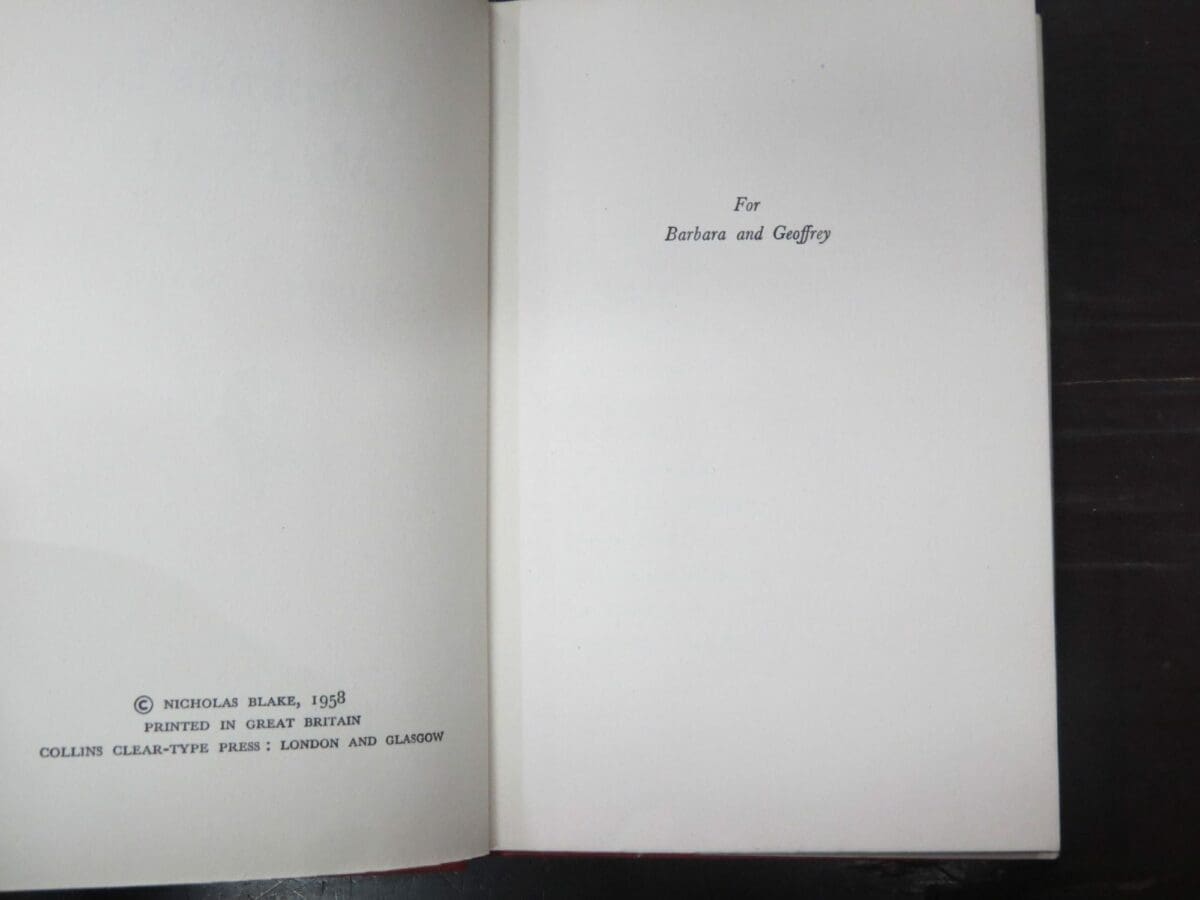 © NICHOLAS BLAKE, 1958
PRINTED IN GREAT BRITAIN
COLLINS CLEAR-TYPE PRESS : LONDON AND GLASGOW
For
Barbara and Geoffrey